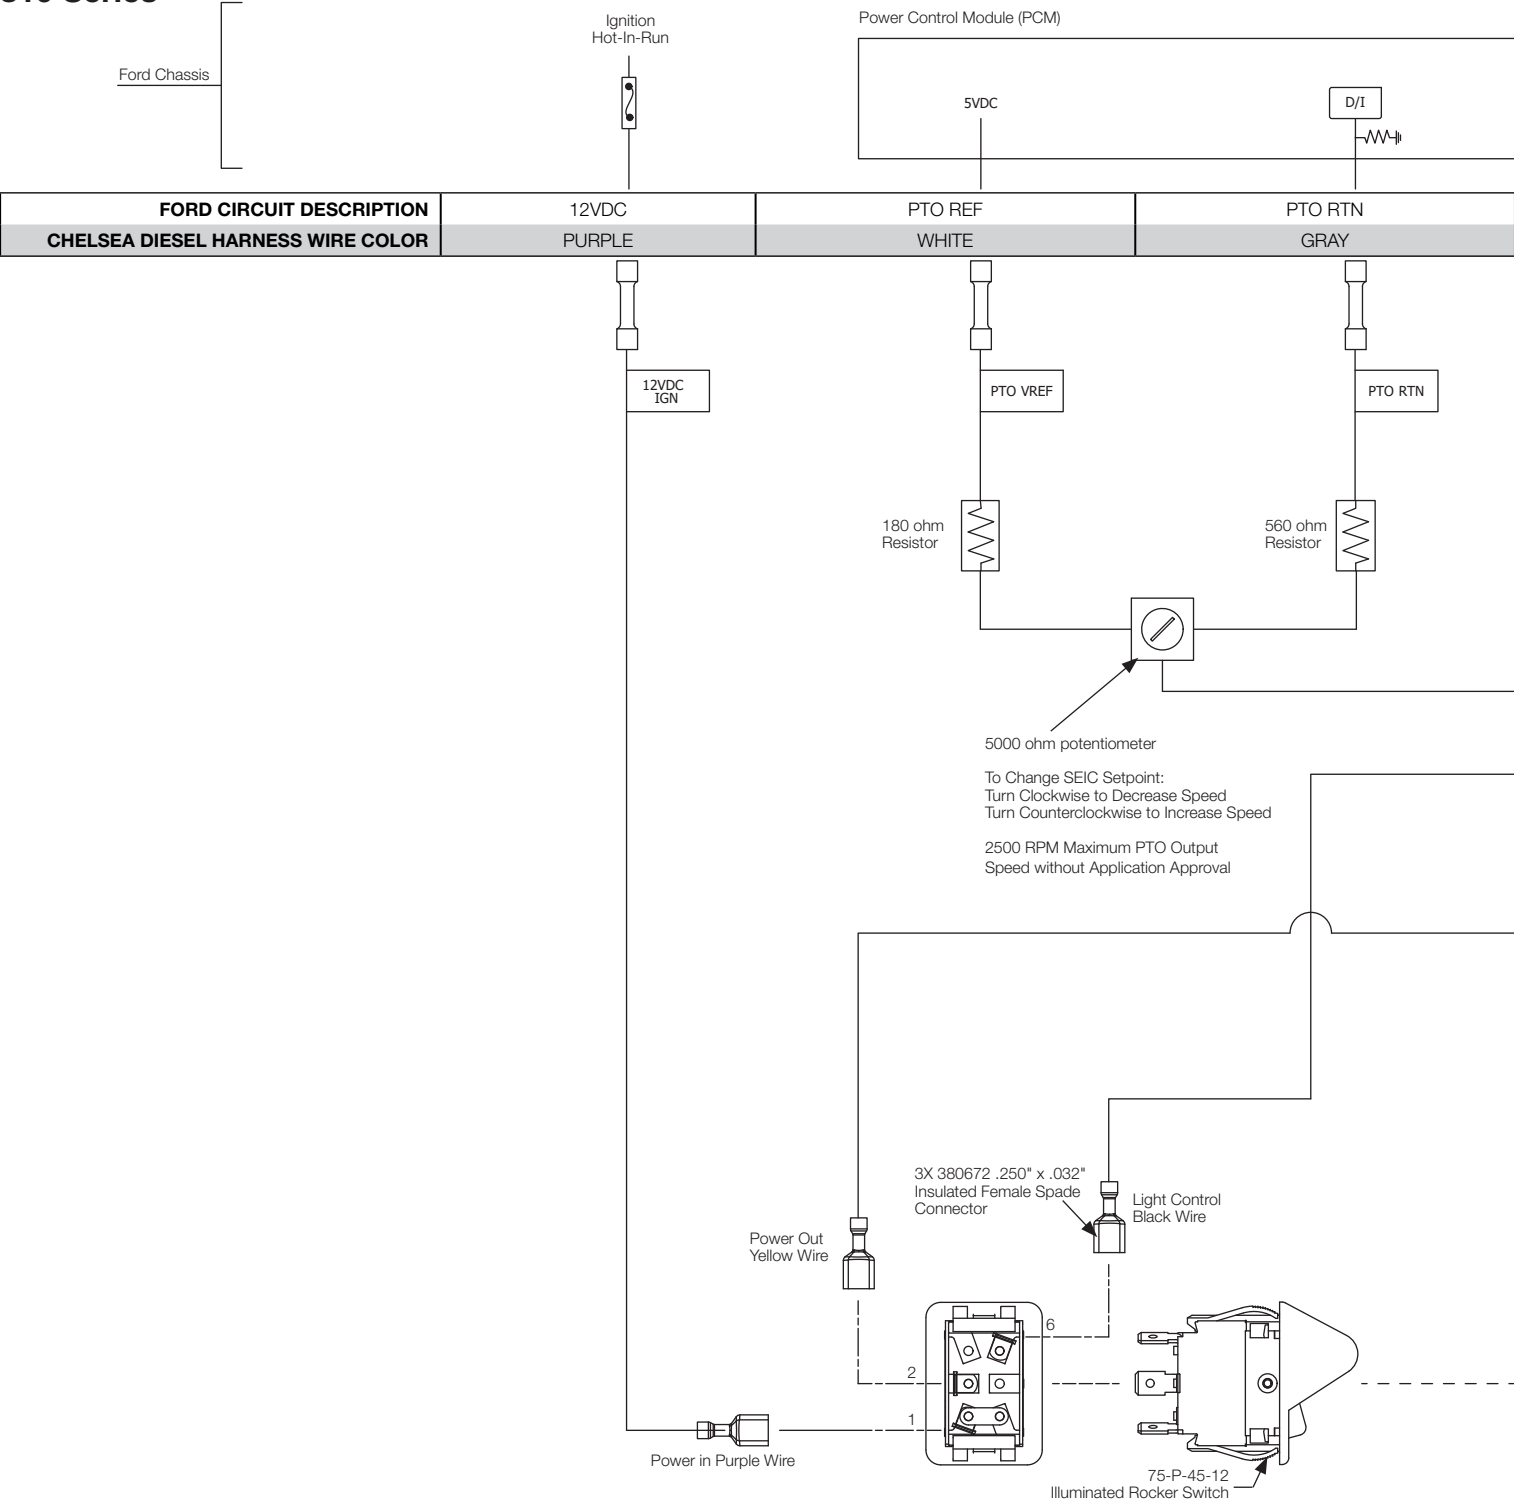 Ignition
Hot-In-Run
Power Control Module (PCM)
Ford Chassis
5VDC
D/I
FORD CIRCUIT DESCRIPTION 12VDC PTO REF PTO RTN
CHELSEA DIESEL HARNESS WIRE COLOR PURPLE WHITE GRAY
12VDC
IGN
PTO VREF
PTO RTN
180 ohm
Resistor
560 ohm
Resistor
5000 ohm potentiometer
To Change SEIC Setpoint:
Turn Clockwise to Decrease Speed
Turn Counterclockwise to Increase Speed
2500 RPM Maximum PTO Output
Speed without Application Approval
3X 380672 .250" x .032"
Insulated Female Spade
Connector
Light Control
Black Wire
Power Out
Yellow Wire
6
2
1
Power in Purple Wire
75-P-45-12
Illuminated Rocker Switch